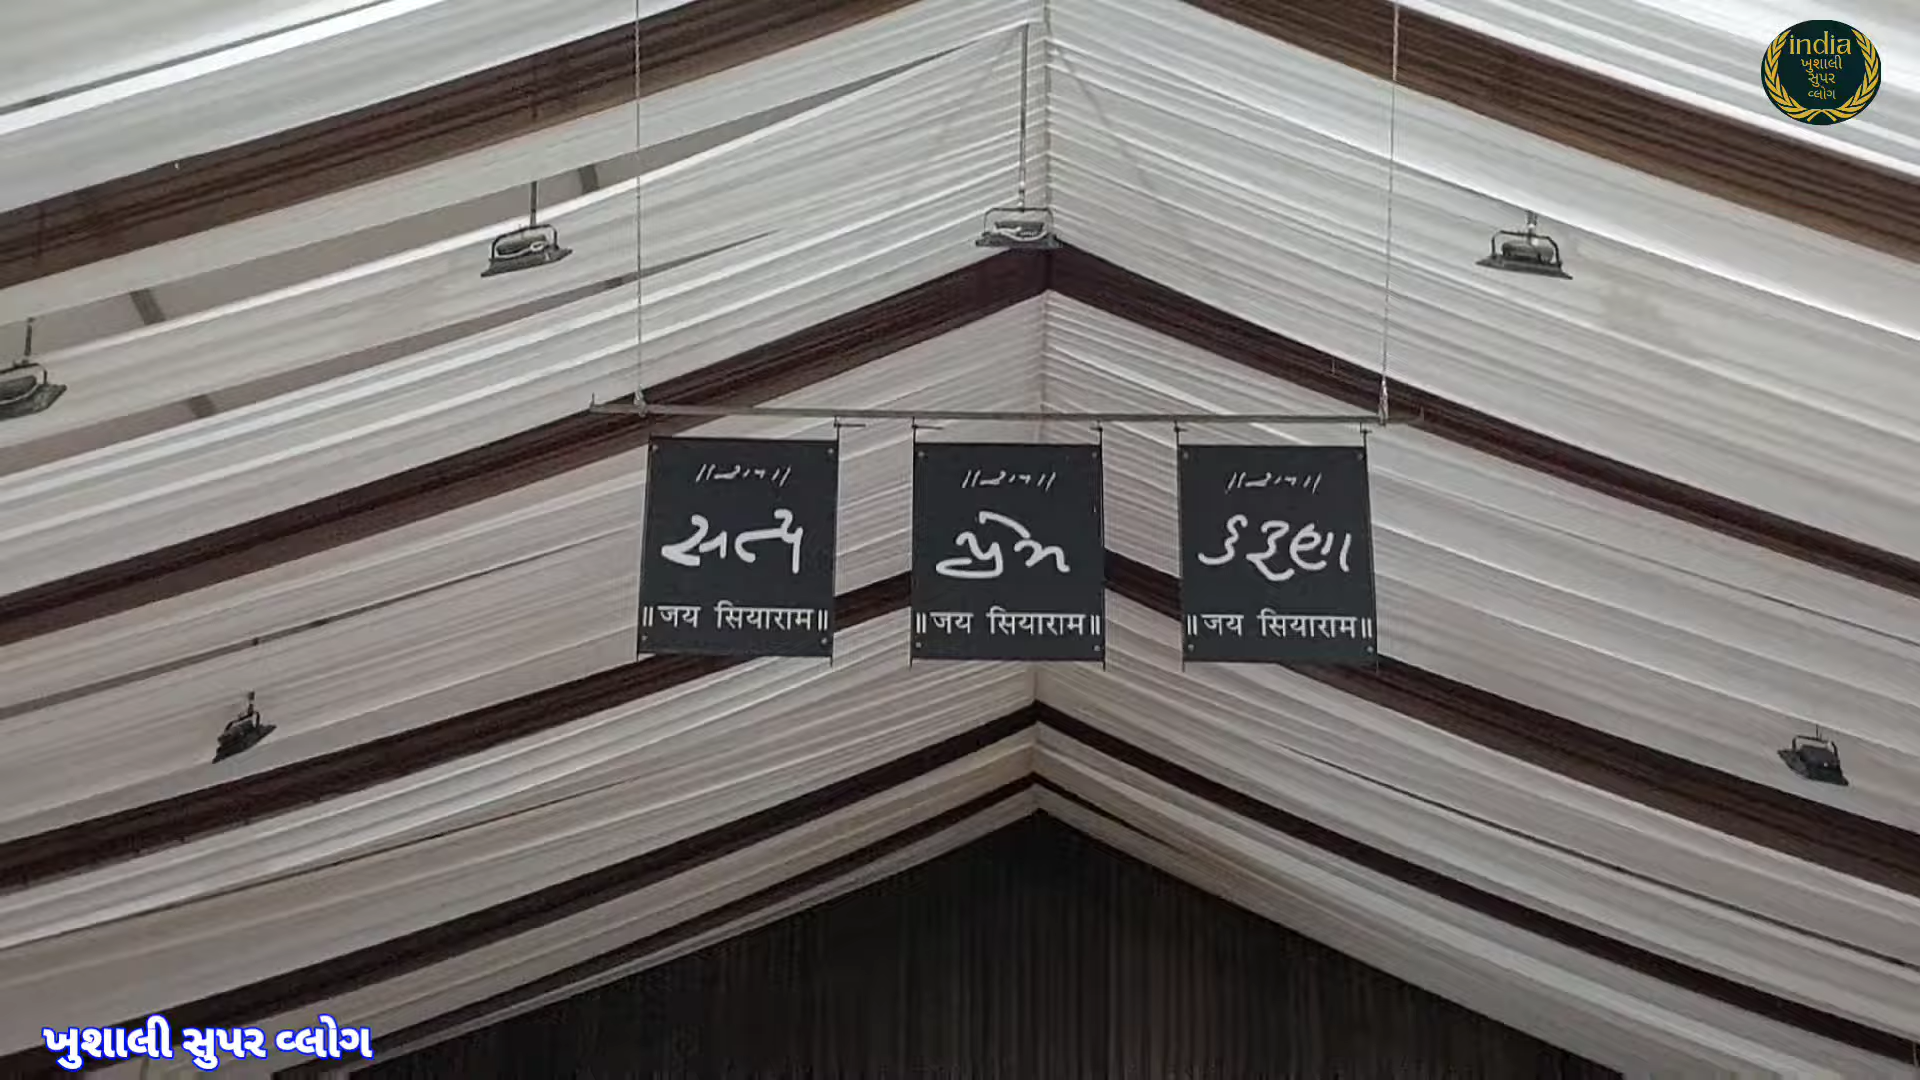 india
ખુશાલી
સુપર
વ્લોગ
॥રામ॥
સત્ય
॥जय सियाराम॥
॥રામ॥
પ્રેમ
॥जय सियाराम॥
॥રામ॥
કરુણા
॥जय सियाराम॥
ખુશાલી સુપર વ્લોગ